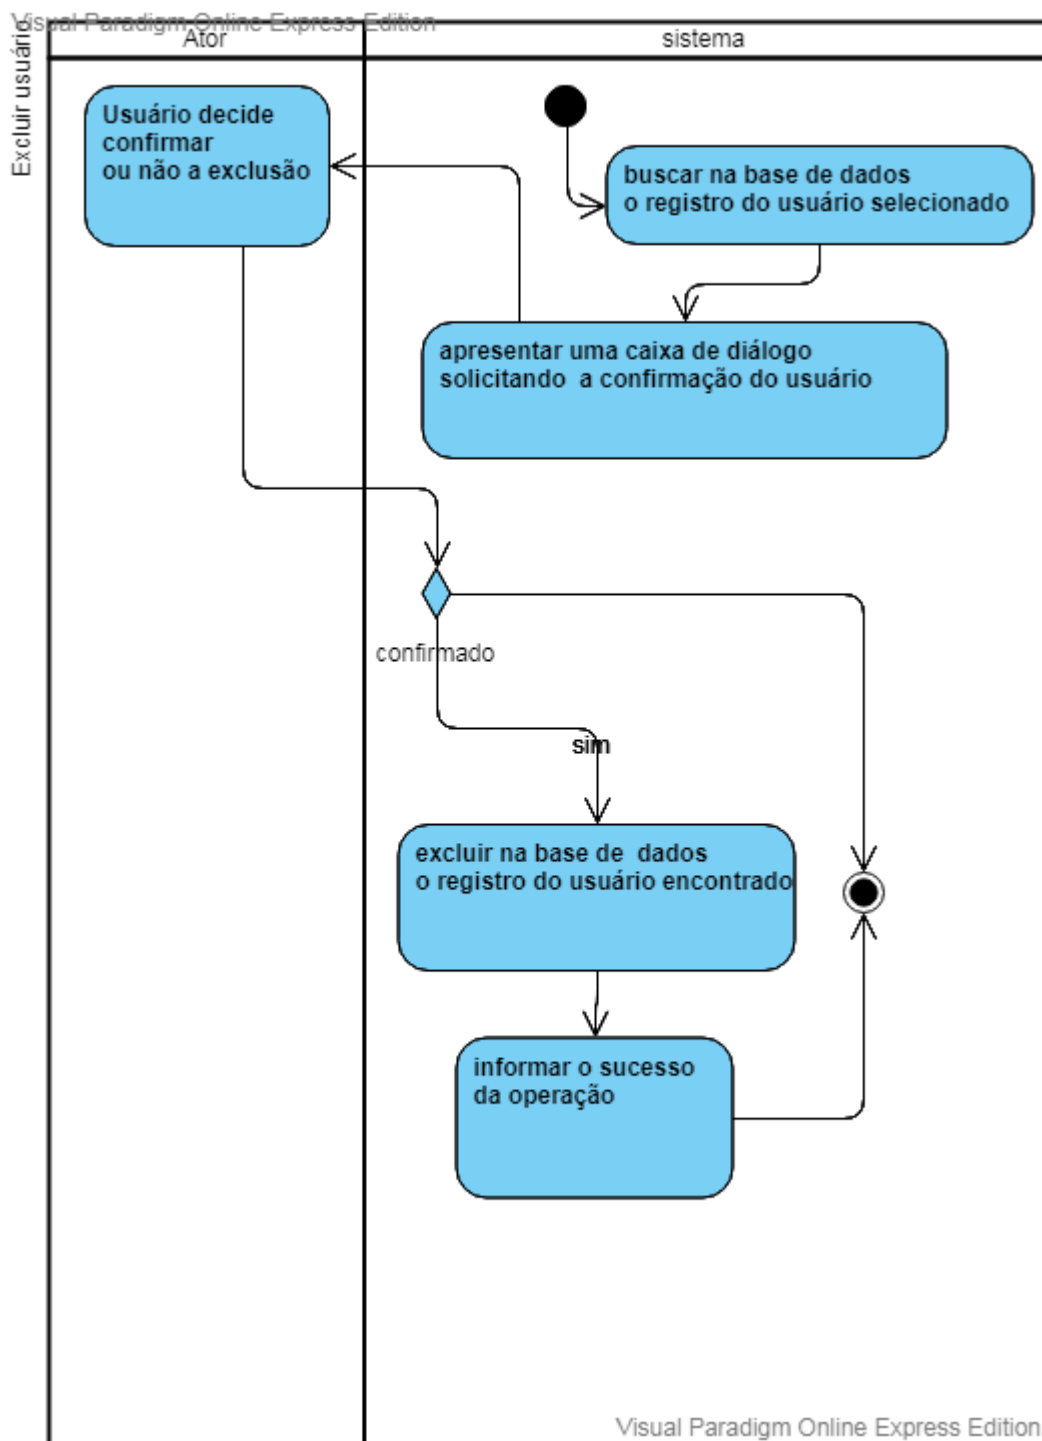 Visual Paradigm Online Express Edition
Excluir usuário
Ator
sistema
Usuário decide
confirmar
ou não a exclusão
buscar na base de dados
o registro do usuário selecionado
apresentar uma caixa de diálogo
solicitando  a confirmação do usuário
confirmado
sim
excluir na base de  dados
o registro do usuário encontrado
informar o sucesso
da operação
Visual Paradigm Online Express Edition